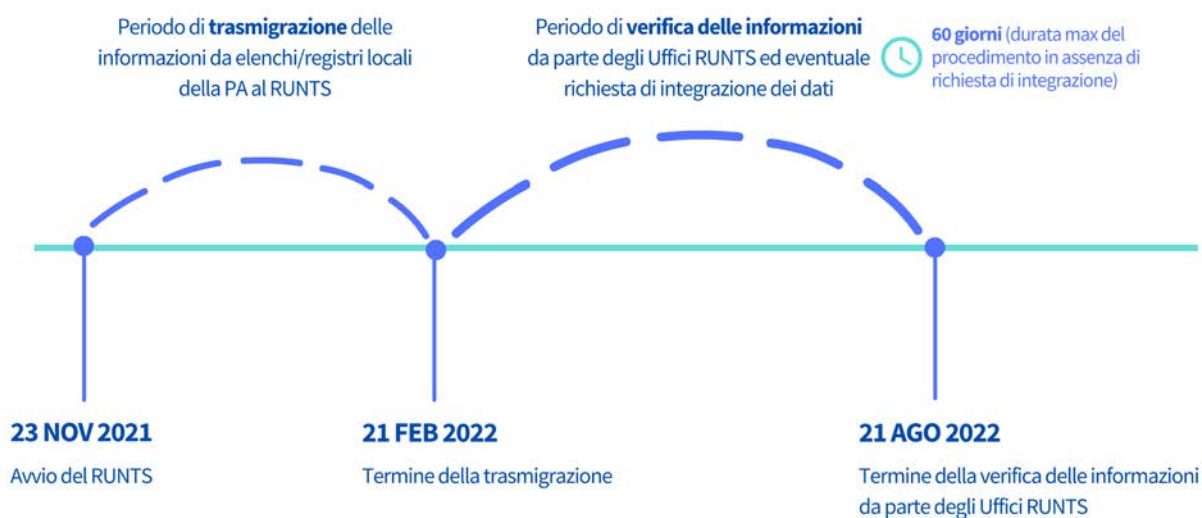 Periodo di trasmigrazione delle
informazioni da elenchi/registri locali
della PA al RUNTS
Periodo di verifica delle informazioni
da parte degli Uffici RUNTS ed eventuale
richiesta di integrazione dei dati
60 giorni (durata max del
procedimento in assenza di
richiesta di integrazione)
23 NOV 2021
Avvio del RUNTS
21 FEB 2022
Termine della trasmigrazione
21 AGO 2022
Termine della verifica delle informazioni
da parte degli Uffici RUNTS